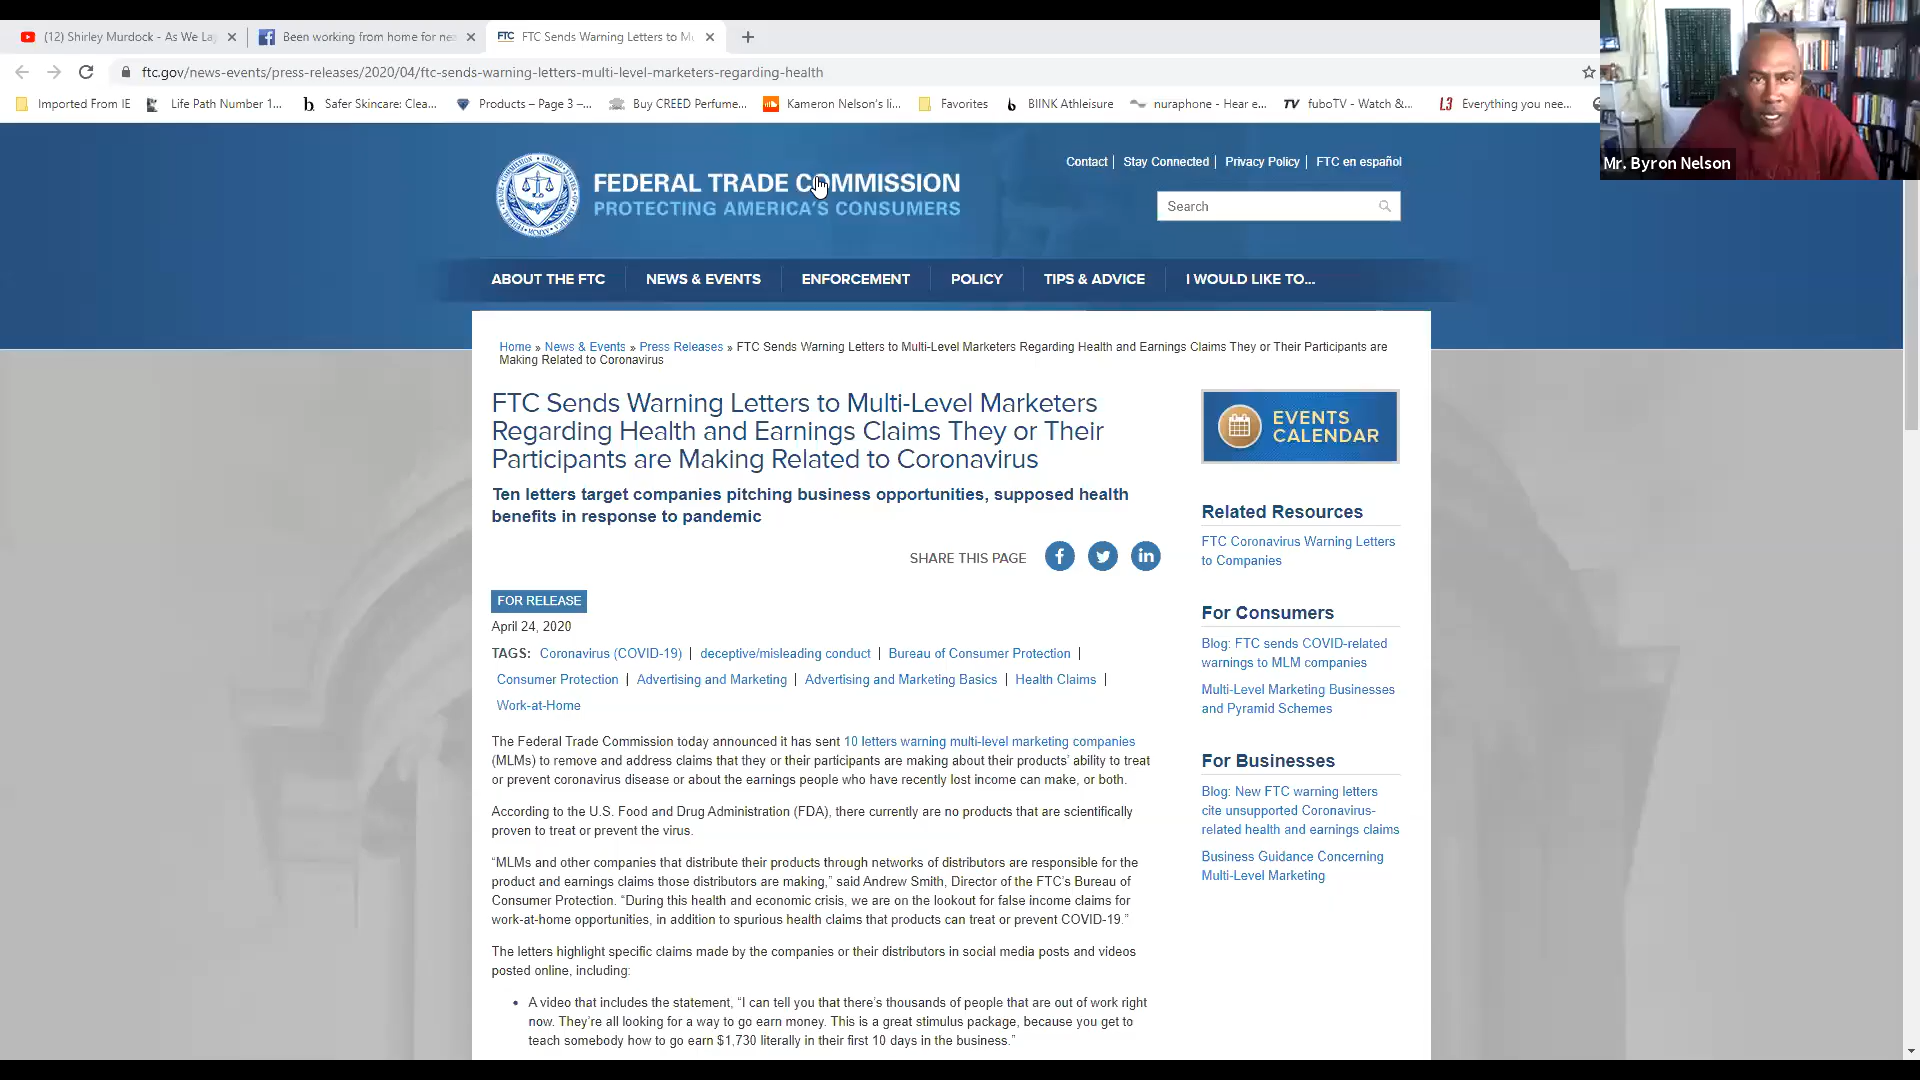 (12) Shirley Murdock - As We Lay
Been working from home for nea
FTC FTC Sends Warning Letters to Mu
ftc.gov/news-events/press-releases/2020/04/ftc-sends-warning-letters-multi-level-marketers-regarding-health
Imported From IE
Life Path Number 1...
b Safer Skincare: Clea...
Products – Page 3 –...
Buy CREED Perfume...
Kameron Nelson's li...
Favorites
BIINK Athleisure
nuraphone - Hear e...
TV fuboTV - Watch &...
L3 Everything you nee...
Mr. Byron Nelson
Contact | Stay Connected | Privacy Policy | FTC en español
FEDERAL TRADE COMMISSION
PROTECTING AMERICA'S CONSUMERS
Search
ABOUT THE FTC
NEWS & EVENTS
ENFORCEMENT
POLICY
TIPS & ADVICE
I WOULD LIKE TO...
Home » News & Events » Press Releases » FTC Sends Warning Letters to Multi-Level Marketers Regarding Health and Earnings Claims They or Their Participants are
Making Related to Coronavirus
FTC Sends Warning Letters to Multi-Level Marketers
Regarding Health and Earnings Claims They or Their
Participants are Making Related to Coronavirus
Ten letters target companies pitching business opportunities, supposed health
benefits in response to pandemic
SHARE THIS PAGE
FOR RELEASE
April 24, 2020
TAGS: Coronavirus (COVID-19) | deceptive/misleading conduct | Bureau of Consumer Protection |
Consumer Protection | Advertising and Marketing | Advertising and Marketing Basics | Health Claims |
Work-at-Home
The Federal Trade Commission today announced it has sent 10 letters warning multi-level marketing companies
(MLMs) to remove and address claims that they or their participants are making about their products' ability to treat
or prevent coronavirus disease or about the earnings people who have recently lost income can make, or both.
According to the U.S. Food and Drug Administration (FDA), there currently are no products that are scientifically
proven to treat or prevent the virus.
“MLMs and other companies that distribute their products through networks of distributors are responsible for the
product and earnings claims those distributors are making,” said Andrew Smith, Director of the FTC's Bureau of
Consumer Protection. “During this health and economic crisis, we are on the lookout for false income claims for
work-at-home opportunities, in addition to spurious health claims that products can treat or prevent COVID-19.”
The letters highlight specific claims made by the companies or their distributors in social media posts and videos
posted online, including:
• A video that includes the statement, “I can tell you that there's thousands of people that are out of work right
now. They're all looking for a way to go earn money. This is a great stimulus package, because you get to
teach somebody how to go earn $1,730 literally in their first 10 days in the business.”
EVENTS
CALENDAR
Related Resources
FTC Coronavirus Warning Letters
to Companies
For Consumers
Blog: FTC sends COVID-related
warnings to MLM companies
Multi-Level Marketing Businesses
and Pyramid Schemes
For Businesses
Blog: New FTC warning letters
cite unsupported Coronavirus-
related health and earnings claims
Business Guidance Concerning
Multi-Level Marketing